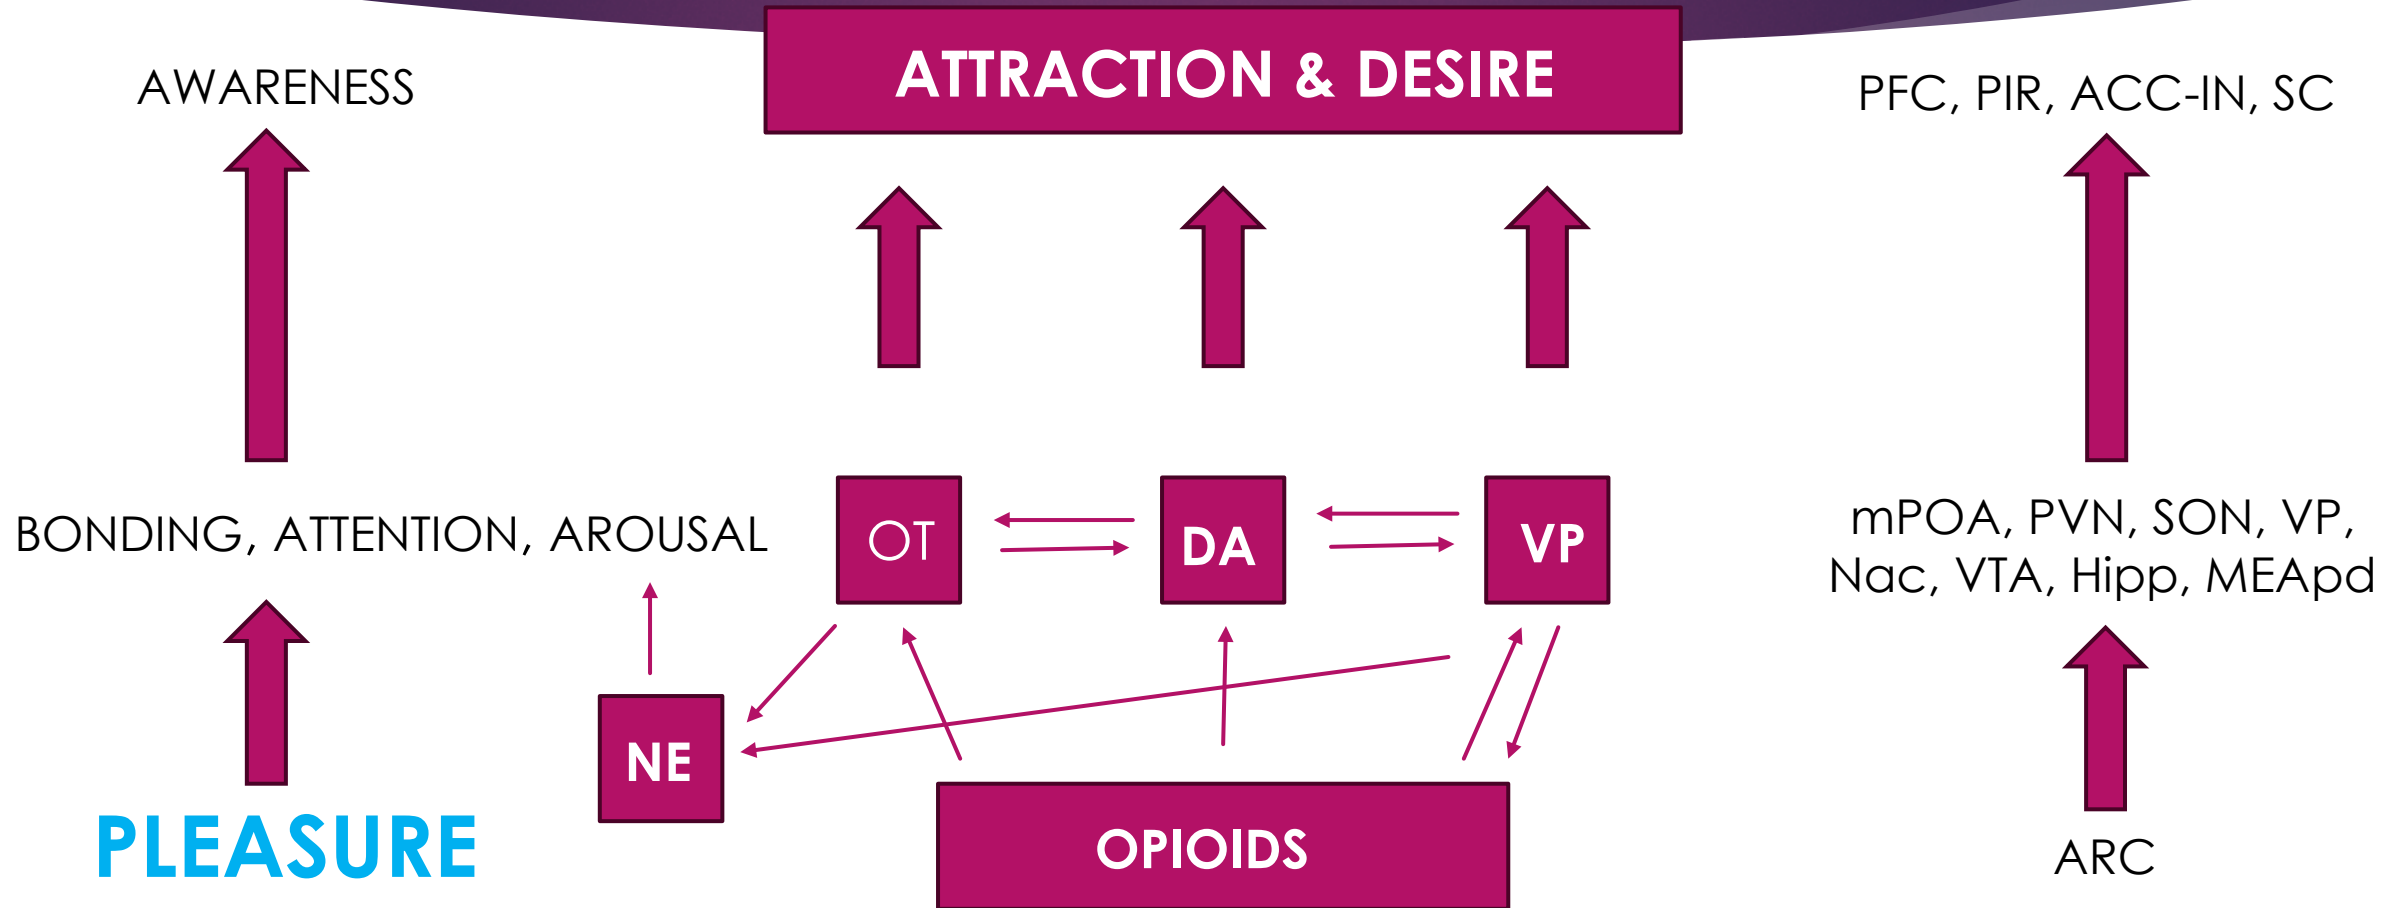 ATTRACTION & DESIRE
AWARENESS
PFC, PIR, ACC-IN, SC
BONDING, ATTENTION, AROUSAL
OT
DA
VP
mPOA, PVN, SON, VP,
Nac, VTA, Hipp, MEApd
NE
PLEASURE
OPIOIDS
ARC